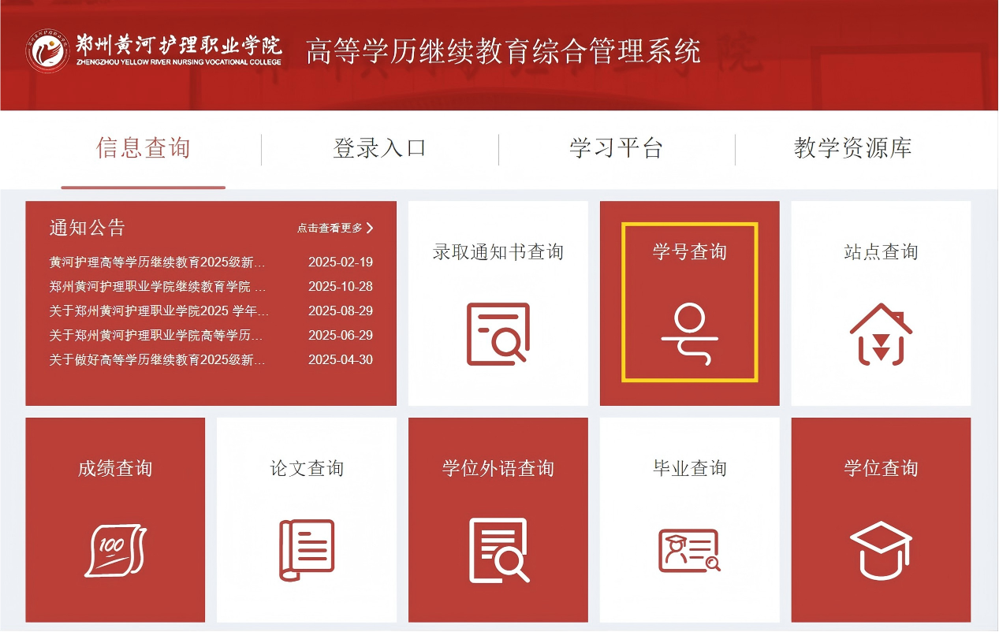 郑州黄河护理职业学院
ZHENGZHOU YELLOW RIVER NURSING VOCATIONAL COLLEGE
高等学历继续教育综合管理系统
信息查询
登录入口
学习平台
教学资源库
通知公告
点击查看更多
黄河护理高等学历继续教育2025级新... 2025-02-19
郑州黄河护理职业学院继续教育学院 ... 2025-10-28
关于郑州黄河护理职业学院2025 学年... 2025-08-29
关于郑州黄河护理职业学院高等学历... 2025-06-29
关于做好高等学历继续教育2025级新... 2025-04-30
录取通知书查询
学号查询
站点查询
成绩查询
100
论文查询
学位外语查询
毕业查询
学位查询